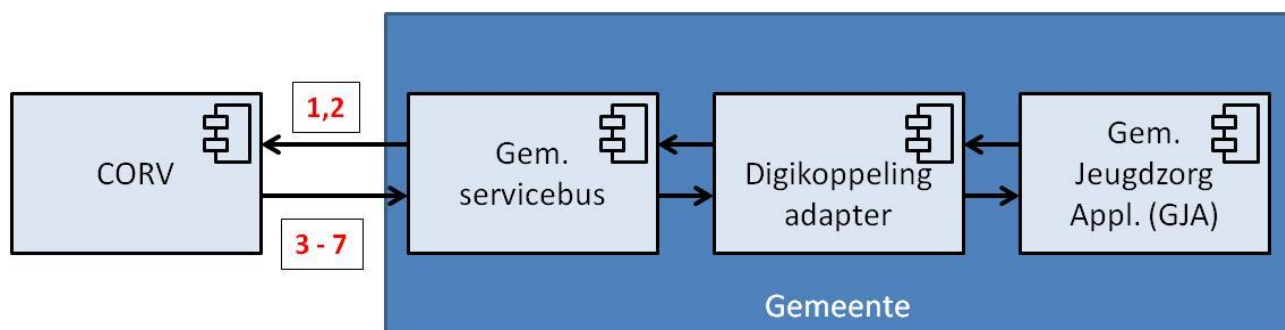 CORV
1,2
3 - 7
Gem.
servicebus
Digikoppeling
adapter
Gem.
Jeugdzorg
Appl. (GJA)
Gemeente